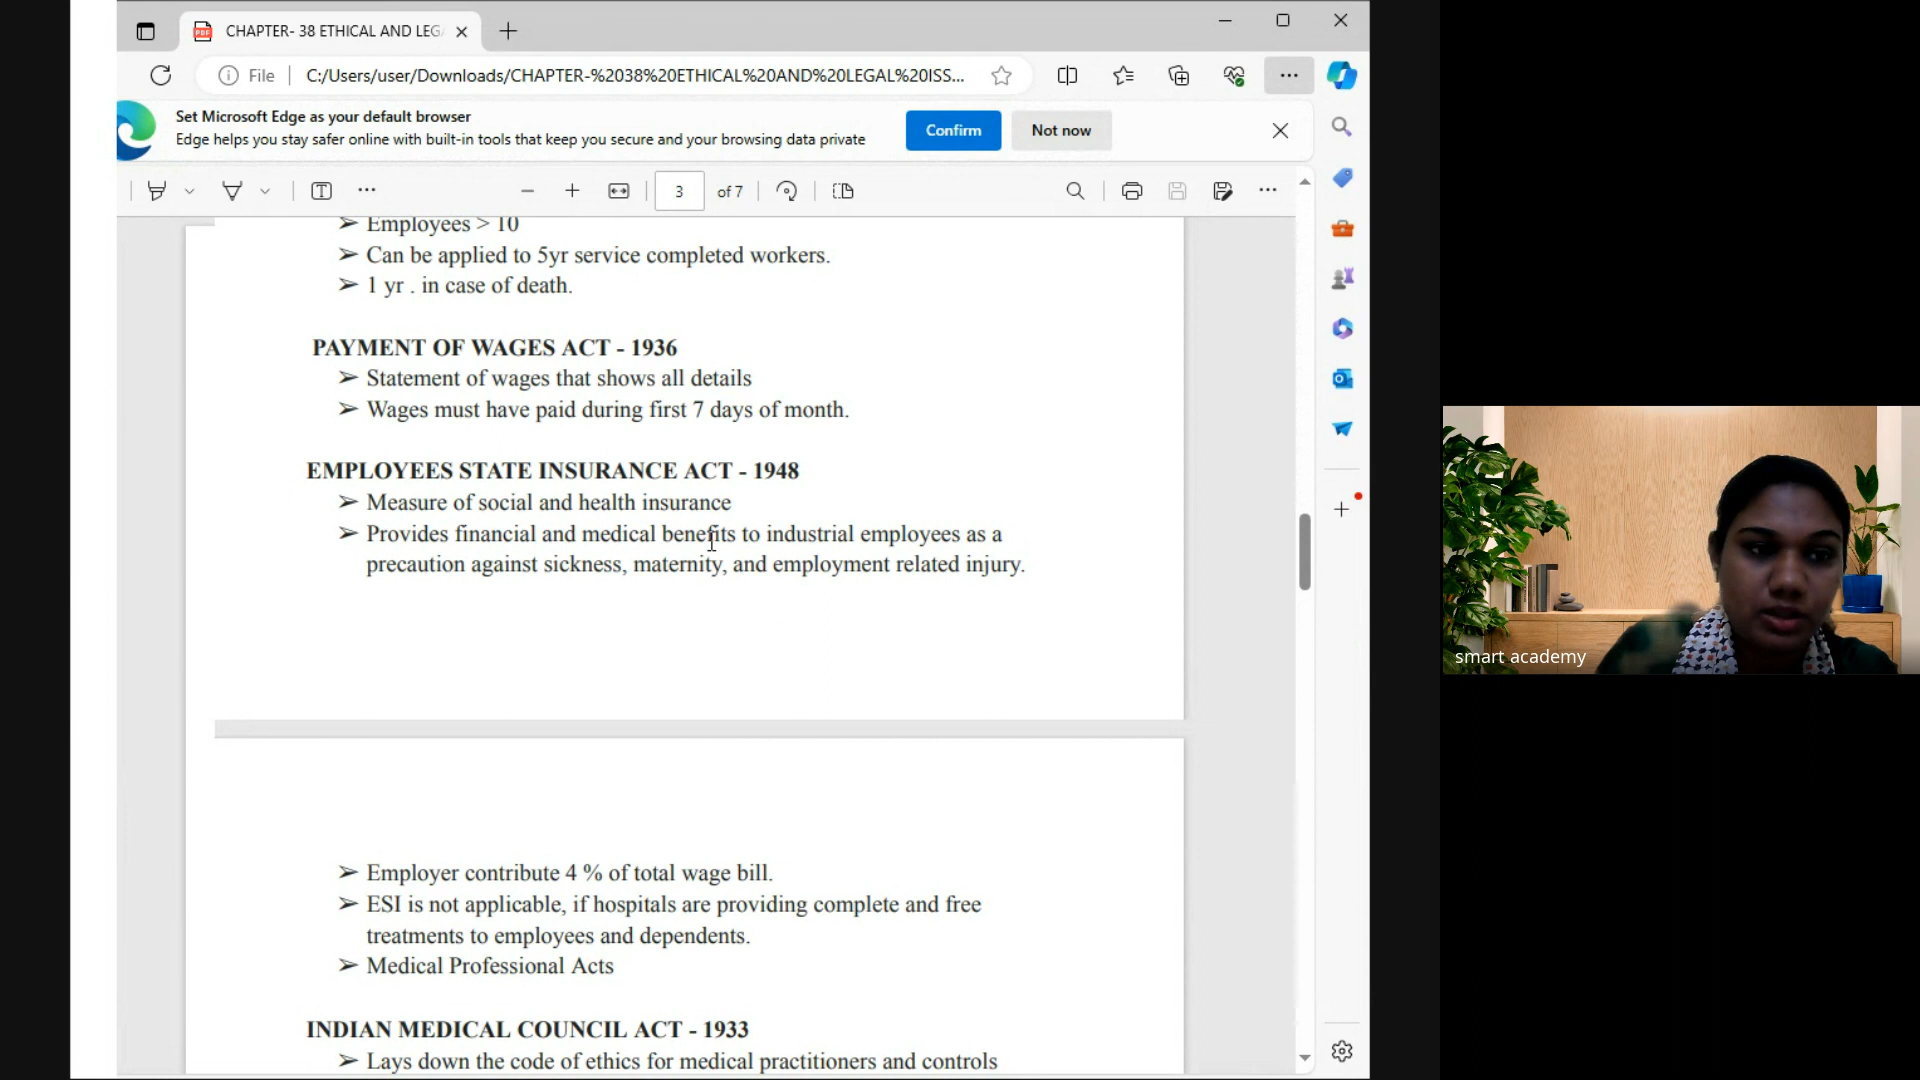 CHAPTER- 38 ETHICAL AND LEG
File
C:/Users/user/Downloads/CHAPTER-%2038%20ETHICAL%20AND%20LEGAL%20ISS...
Set Microsoft Edge as your default browser
Edge helps you stay safer online with built-in tools that keep you secure and your browsing data private
Confirm
Not now
3 of 7
➢ Employees > 10
➢ Can be applied to 5yr service completed workers.
➢ 1 yr . in case of death.
PAYMENT OF WAGES ACT - 1936
➢ Statement of wages that shows all details
➢ Wages must have paid during first 7 days of month.
EMPLOYEES STATE INSURANCE ACT - 1948
➢ Measure of social and health insurance
➢ Provides financial and medical benefits to industrial employees as a
precaution against sickness, maternity, and employment related injury.
➢ Employer contribute 4 % of total wage bill.
➢ ESI is not applicable, if hospitals are providing complete and free
treatments to employees and dependents.
➢ Medical Professional Acts
INDIAN MEDICAL COUNCIL ACT - 1933
➢ Lays down the code of ethics for medical practitioners and controls
smart academy